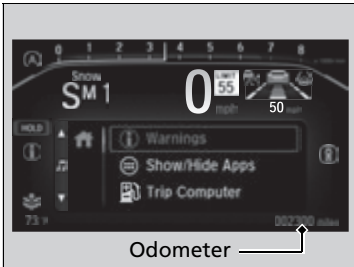 A
0 1 2 3 4 5 6 7 8
Snow
SM 1
0
mph
LIMIT
55
50
HOLD
Warnings
Show/Hide Apps
Trip Computer
73°F
002300 miles
Odometer